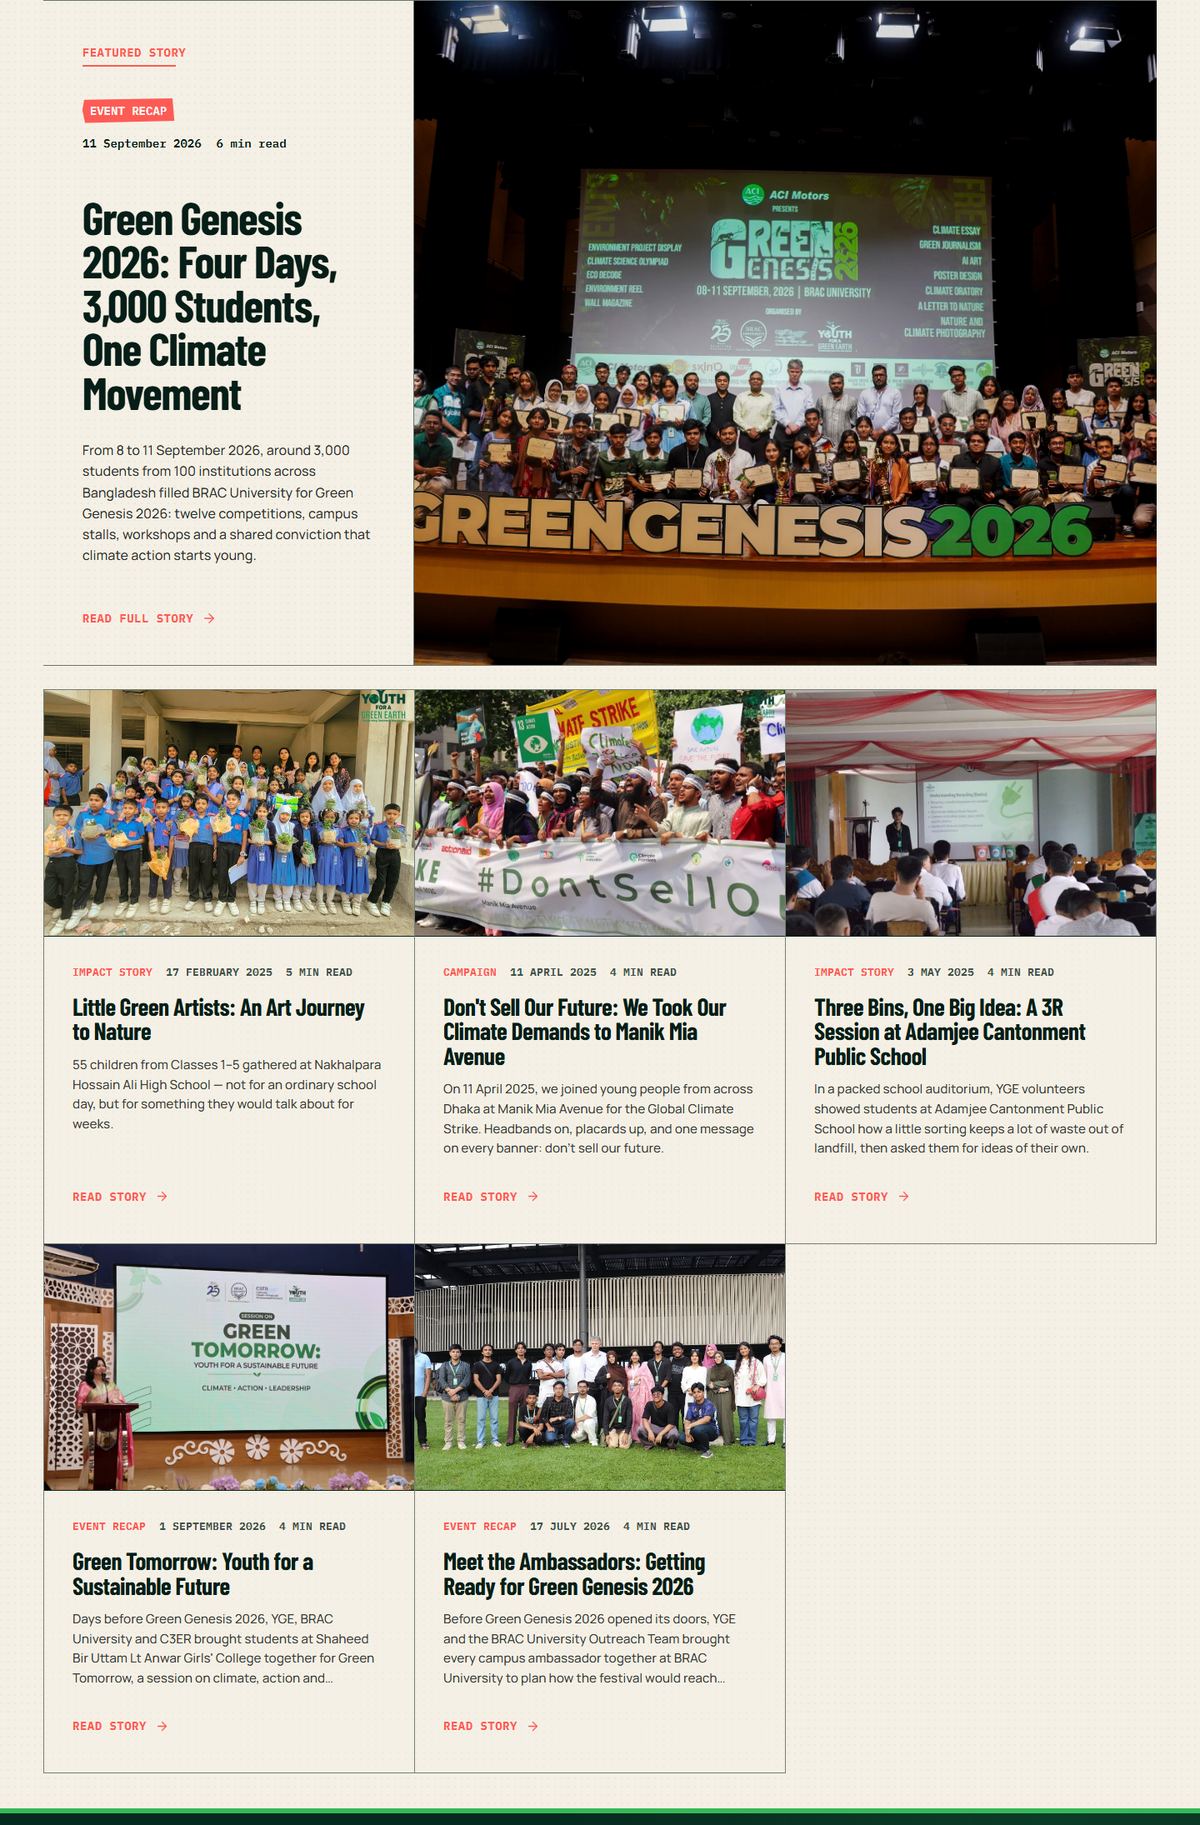 FEATURED STORY
EVENT RECAP
11 September 2026 6 min read
Green Genesis
2026: Four Days,
3,000 Students,
One Climate
Movement
From 8 to 11 September 2026, around 3,000
students from 100 institutions across
Bangladesh filled BRAC University for Green
Genesis 2026: twelve competitions, campus
stalls, workshops and a shared conviction that
climate action starts young.
READ FULL STORY →
ACI Motors
PRESENTS
GREEN
GENESIS
2026
08-11 SEPTEMBER, 2026 | BRAC UNIVERSITY
ORGANISED BY
ENVIRONMENT PROJECT DISPLAY
CLIMATE SCIENCE OLYMPIAD
ECO DECODE
ENVIRONMENT REEL
WALL MAGAZINE
CLIMATE ESSAY
GREEN JOURNALISM
AI ART
POSTER DESIGN
CLIMATE ORATORY
A LETTER TO NATURE
NATURE AND
CLIMATE PHOTOGRAPHY
YOUTH
GREEN EARTH
GREEN GENESIS 2026
YOUTH
FOR A
GREEN EARTH
IMPACT STORY 17 FEBRUARY 2025 5 MIN READ
Little Green Artists: An Art Journey
to Nature
55 children from Classes 1–5 gathered at Nakhalpara
Hossain Ali High School — not for an ordinary school
day, but for something they would talk about for
weeks.
READ STORY →
MATE STRIKE
Climate
actionaid
KE
#DontSellOu
Manik Mia Avenue
CAMPAIGN 11 APRIL 2025 4 MIN READ
Don't Sell Our Future: We Took Our
Climate Demands to Manik Mia
Avenue
On 11 April 2025, we joined young people from across
Dhaka at Manik Mia Avenue for the Global Climate
Strike. Headbands on, placards up, and one message
on every banner: don't sell our future.
READ STORY →
IMPACT STORY 3 MAY 2025 4 MIN READ
Three Bins, One Big Idea: A 3R
Session at Adamjee Cantonment
Public School
In a packed school auditorium, YGE volunteers
showed students at Adamjee Cantonment Public
School how a little sorting keeps a lot of waste out of
landfill, then asked them for ideas of their own.
READ STORY →
SESSION ON
GREEN
TOMORROW:
YOUTH FOR A SUSTAINABLE FUTURE
CLIMATE • ACTION • LEADERSHIP
EVENT RECAP 1 SEPTEMBER 2026 4 MIN READ
Green Tomorrow: Youth for a
Sustainable Future
Days before Green Genesis 2026, YGE, BRAC
University and C3ER brought students at Shaheed
Bir Uttam Lt Anwar Girls' College together for Green
Tomorrow, a session on climate, action and…
READ STORY →
EVENT RECAP 17 JULY 2026 4 MIN READ
Meet the Ambassadors: Getting
Ready for Green Genesis 2026
Before Green Genesis 2026 opened its doors, YGE
and the BRAC University Outreach Team brought
every campus ambassador together at BRAC
University to plan how the festival would reach…
READ STORY →